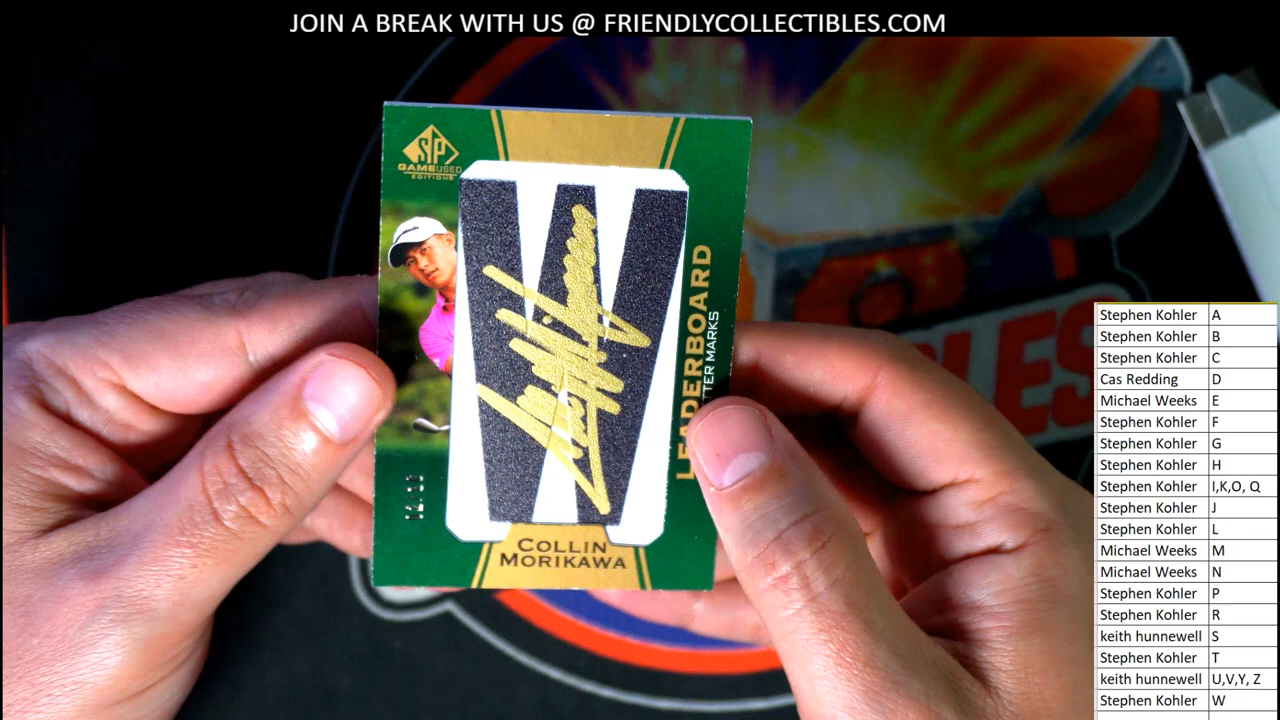 JOIN A BREAK WITH US @ FRIENDLYCOLLECTIBLES.COM
SP
GAMEUSED
EDITIONS
W
LEADERBOARD
TTER MARKS
COLLIN
MORIKAWA
LES
Stephen Kohler A
Stephen Kohler B
Stephen Kohler C
Cas Redding D
Michael Weeks E
Stephen Kohler F
Stephen Kohler G
Stephen Kohler H
Stephen Kohler I,K,O, Q
Stephen Kohler J
Stephen Kohler L
Michael Weeks M
Michael Weeks N
Stephen Kohler P
Stephen Kohler R
keith hunnewell S
Stephen Kohler T
keith hunnewell U,V,Y, Z
Stephen Kohler W